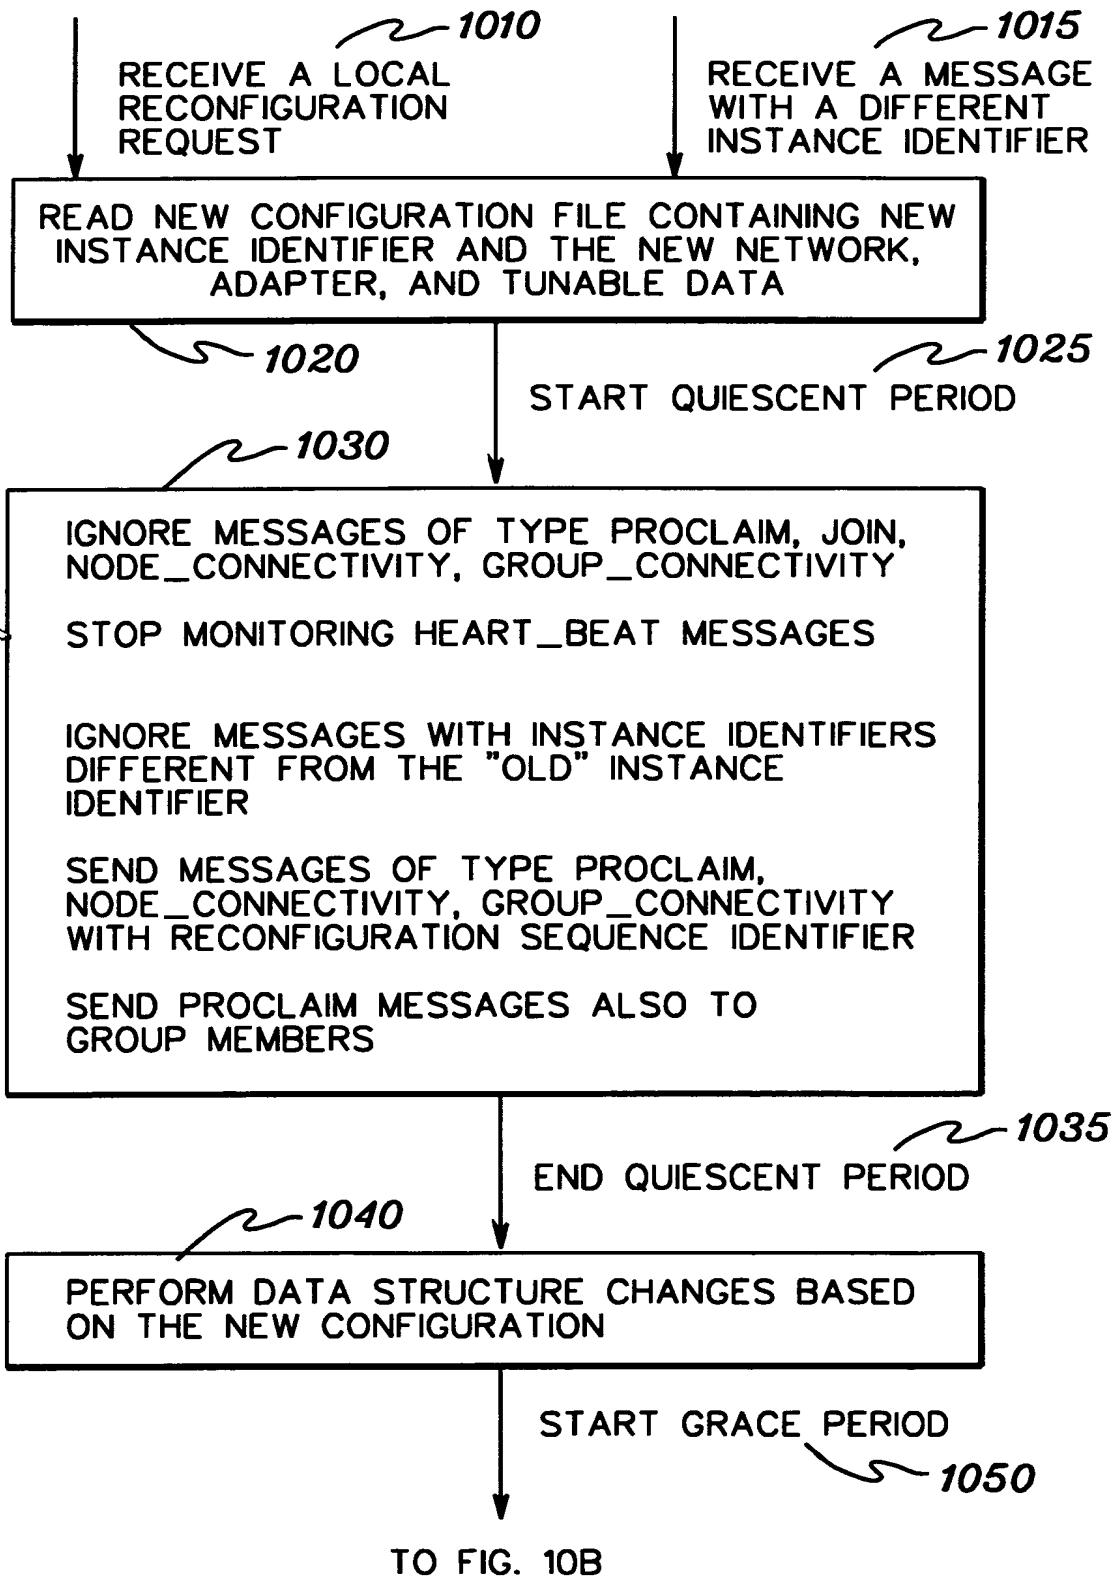 1010
RECEIVE A LOCAL
RECONFIGURATION
REQUEST
1015
RECEIVE A MESSAGE
WITH A DIFFERENT
INSTANCE IDENTIFIER
READ NEW CONFIGURATION FILE CONTAINING NEW
INSTANCE IDENTIFIER AND THE NEW NETWORK,
ADAPTER, AND TUNABLE DATA
1020
1025
START QUIESCENT PERIOD
1030
IGNORE MESSAGES OF TYPE PROCLAIM, JOIN,
NODE_CONNECTIVITY, GROUP_CONNECTIVITY
STOP MONITORING HEART_BEAT MESSAGES
IGNORE MESSAGES WITH INSTANCE IDENTIFIERS
DIFFERENT FROM THE "OLD" INSTANCE
IDENTIFIER
SEND MESSAGES OF TYPE PROCLAIM,
NODE_CONNECTIVITY, GROUP_CONNECTIVITY
WITH RECONFIGURATION SEQUENCE IDENTIFIER
SEND PROCLAIM MESSAGES ALSO TO
GROUP MEMBERS
1035
END QUIESCENT PERIOD
1040
PERFORM DATA STRUCTURE CHANGES BASED
ON THE NEW CONFIGURATION
START GRACE PERIOD
1050
TO FIG. 10B